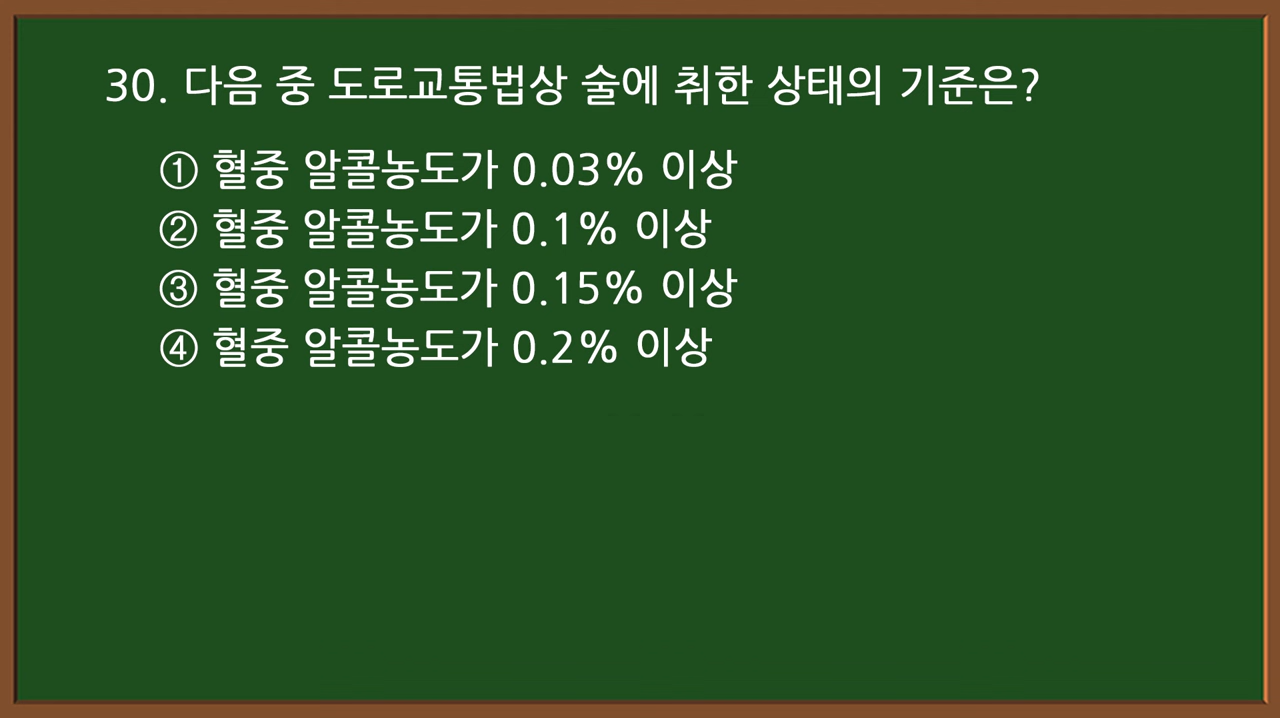 30. 다음 중 도로교통법상 술에 취한 상태의 기준은?
① 혈중 알콜농도가 0.03% 이상
② 혈중 알콜농도가 0.1% 이상
③ 혈중 알콜농도가 0.15% 이상
④ 혈중 알콜농도가 0.2% 이상